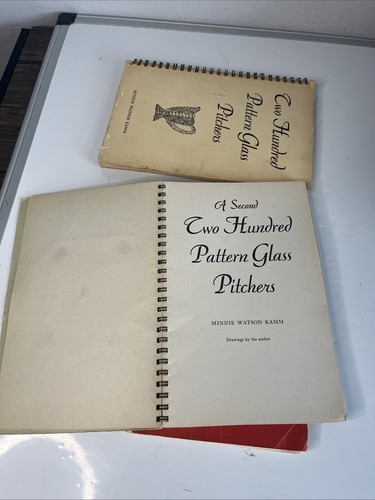 Two Hundred
Pattern Glass
Pitchers
MINNIE WATSON KAMM
A Second
Two Hundred
Pattern Glass
Pitchers
MINNIE WATSON KAMM
Drawings by the author